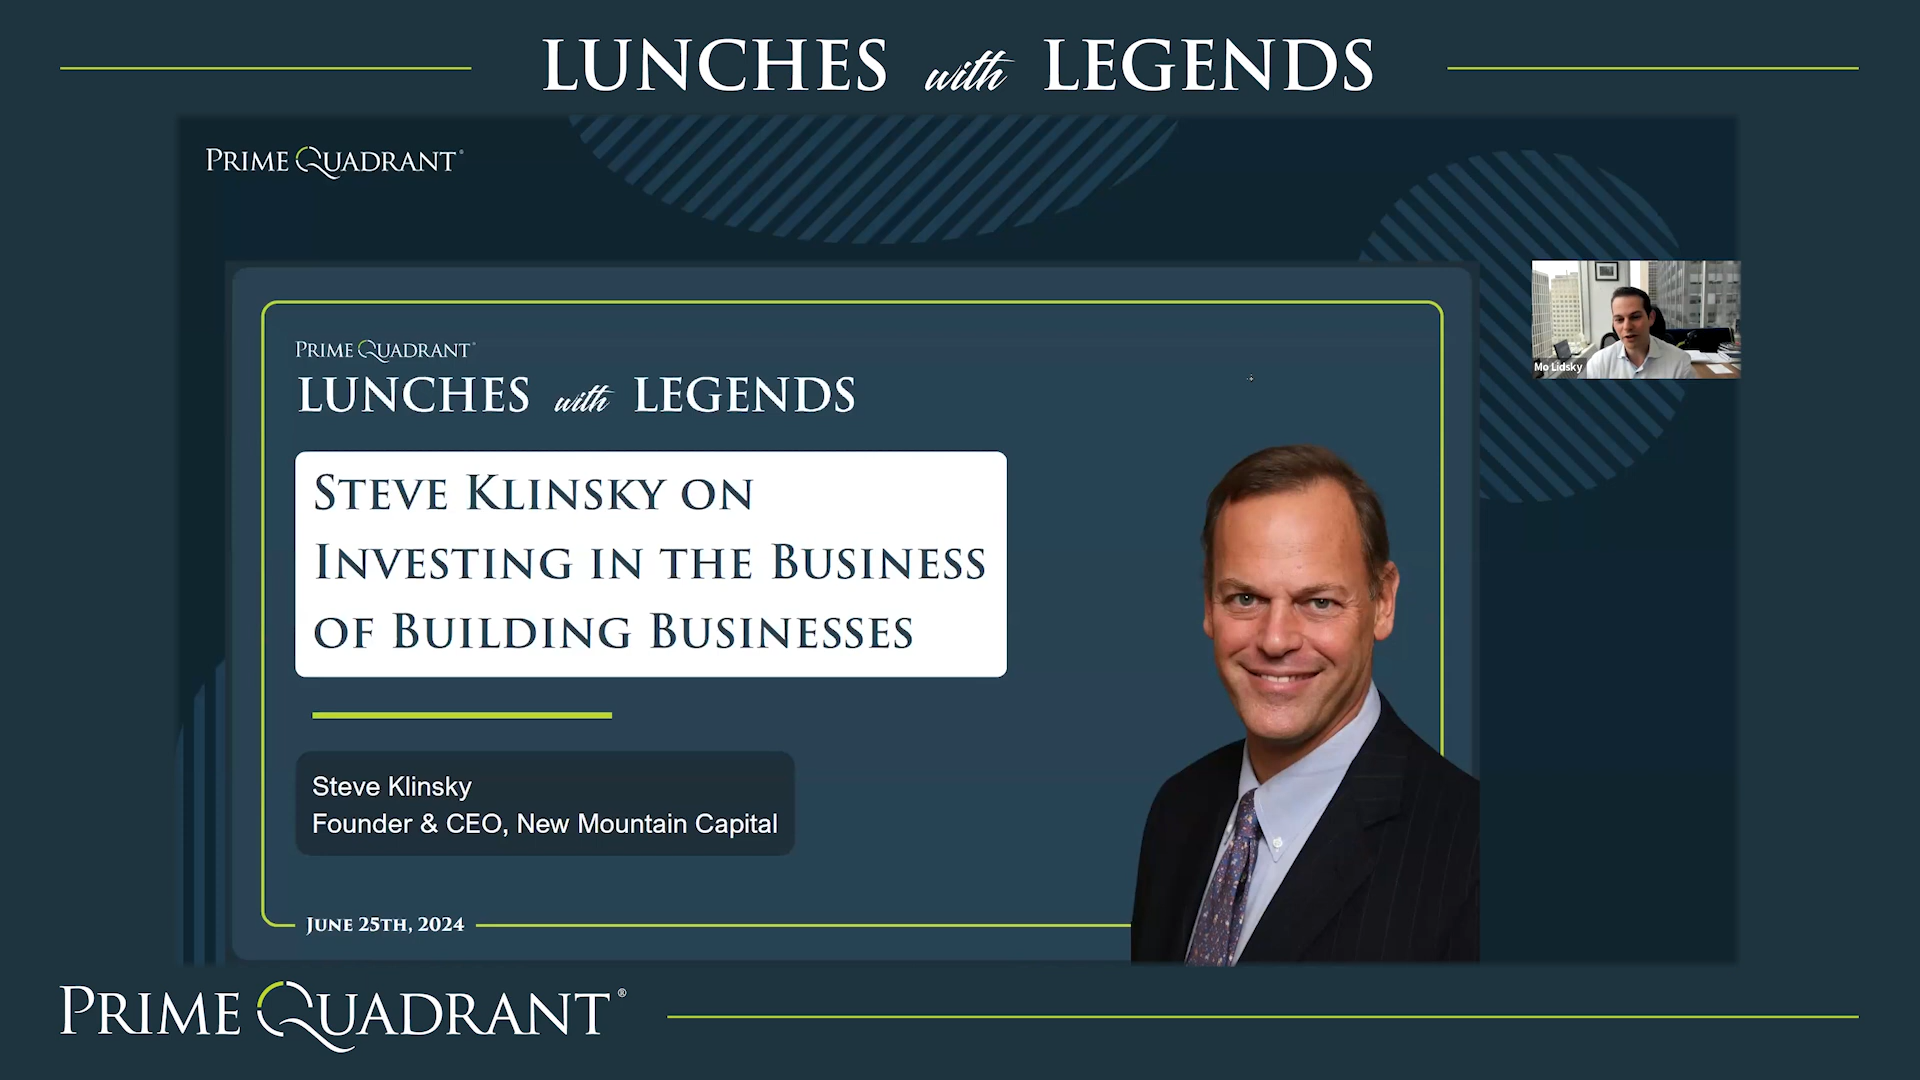 LUNCHES with LEGENDS
PRIME QUADRANT®
PRIME QUADRANT®
LUNCHES with LEGENDS
STEVE KLINSKY ON
INVESTING IN THE BUSINESS
OF BUILDING BUSINESSES
Steve Klinsky
Founder & CEO, New Mountain Capital
JUNE 25TH, 2024
Mo Lidsky
PRIME QUADRANT®